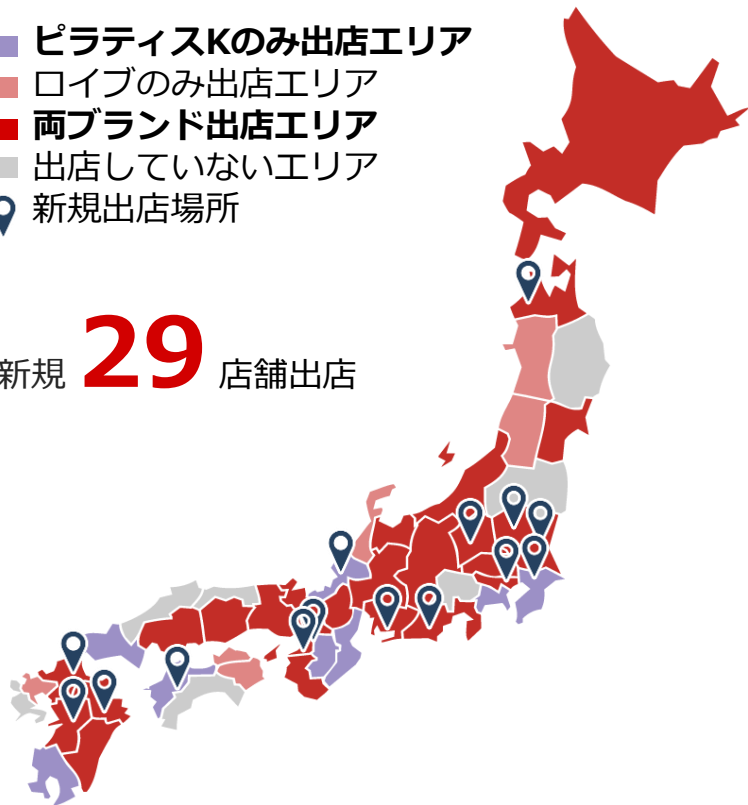 ピラティスKのみ出店エリア
ロイブのみ出店エリア
両ブランド出店エリア
出店していないエリア
新規出店場所
新規 29 店舗出店